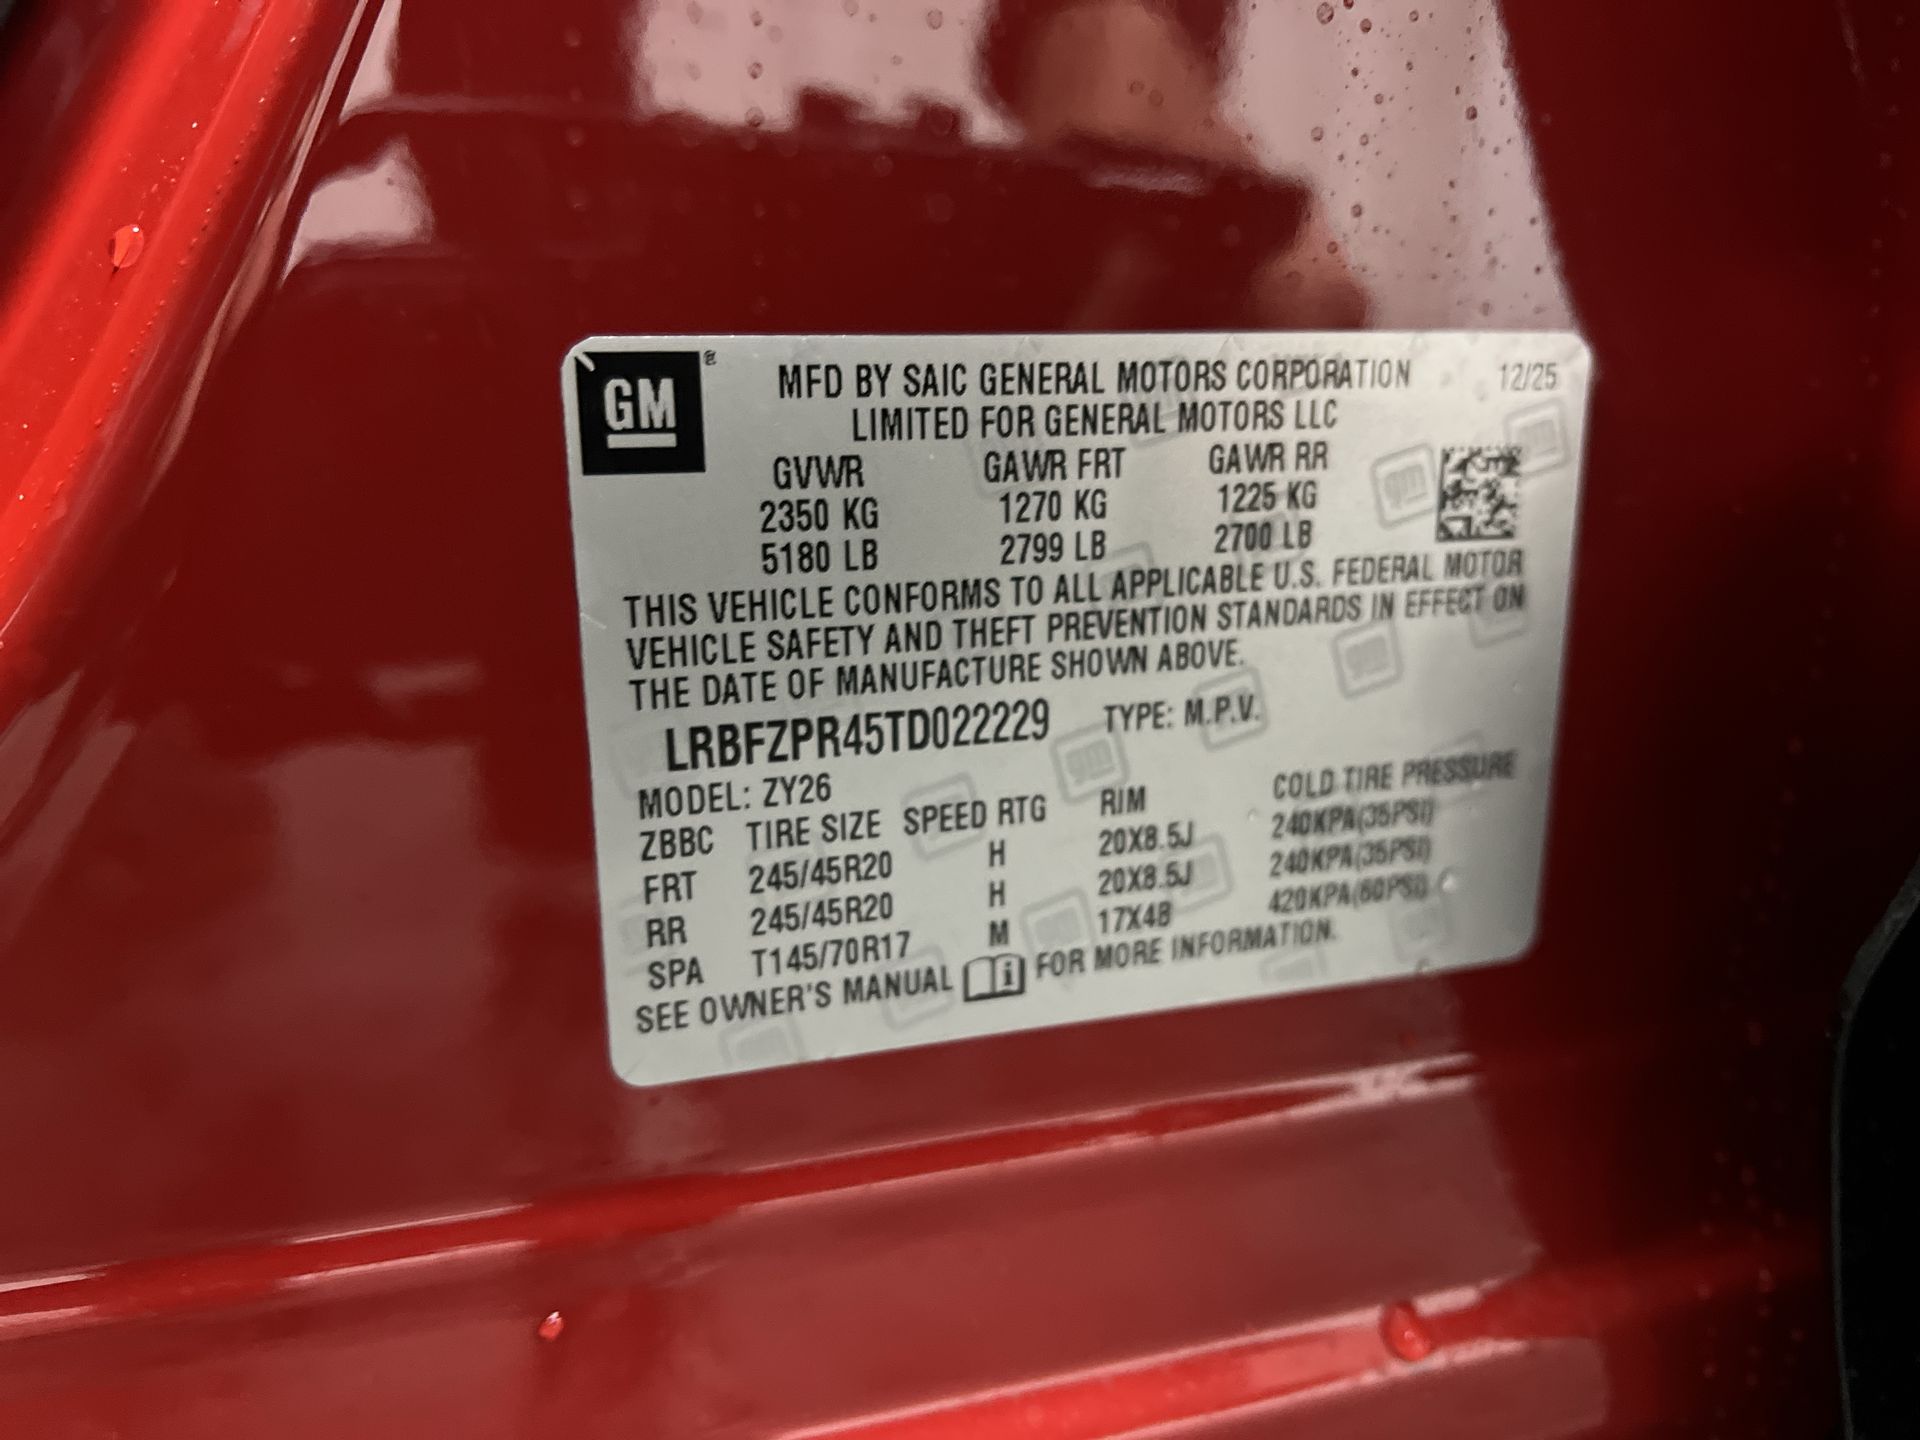 GM®
MFD BY SAIC GENERAL MOTORS CORPORATION 12/25
LIMITED FOR GENERAL MOTORS LLC
GVWR GAWR FRT GAWR RR
2350 KG 1270 KG 1225 KG
5180 LB 2799 LB 2700 LB
THIS VEHICLE CONFORMS TO ALL APPLICABLE U.S. FEDERAL MOTOR
VEHICLE SAFETY AND THEFT PREVENTION STANDARDS IN EFFECT ON
THE DATE OF MANUFACTURE SHOWN ABOVE.
LRBFZPR45TD022229 TYPE: M.P.V.
MODEL: ZY26
ZBBC TIRE SIZE SPEED RTG RIM COLD TIRE PRESSURE
FRT 245/45R20 H 20X8.5J 240KPA(35PSI)
RR 245/45R20 H 20X8.5J 240KPA(35PSI)
SPA T145/70R17 M 17X4B 420KPA(60PSI)
SEE OWNER'S MANUAL FOR MORE INFORMATION.